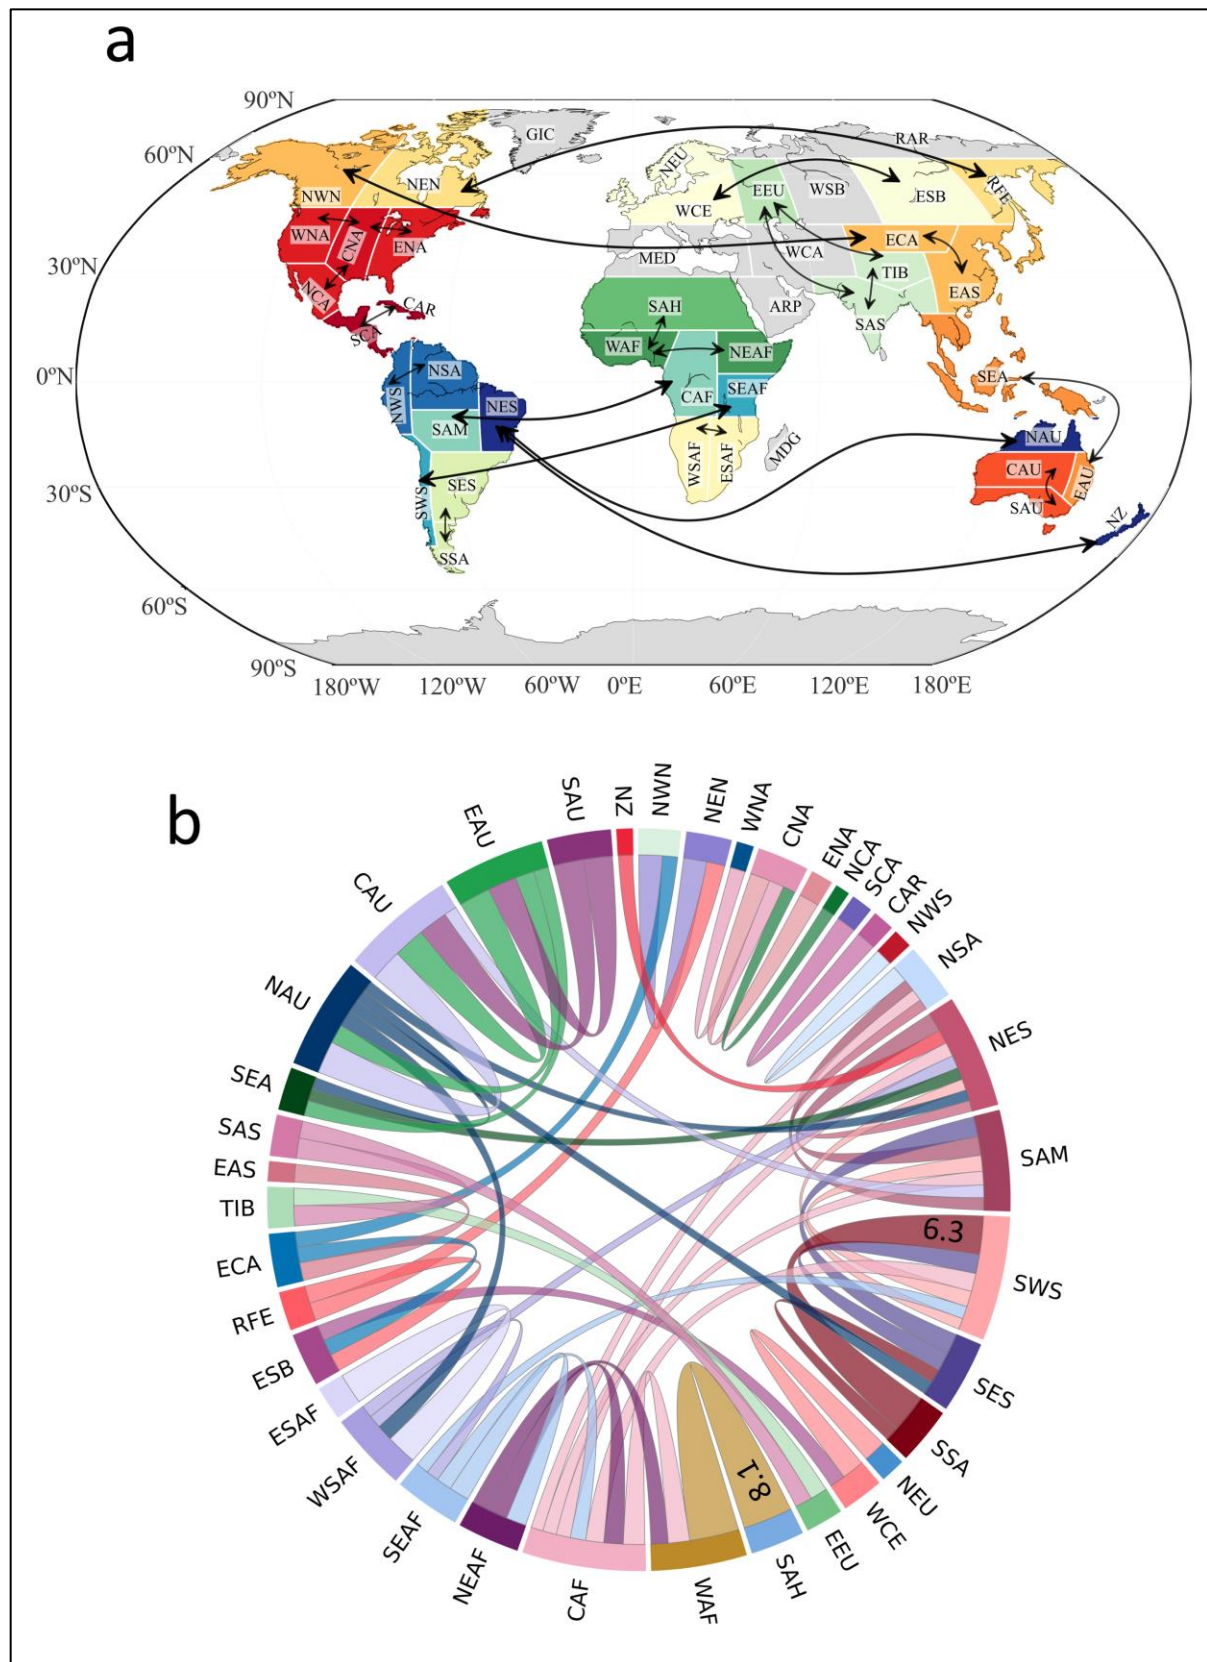 a
90ºN
60ºN
30ºN
0ºN
30ºS
60ºS
90ºS
180ºW 120ºW 60ºW 0ºE 60ºE 120ºE 180ºE
GIC
RAR
NEU
NWN
NEN
WCE
EEU
WSB
ESB
RFE
WNA
CNA
ENA
MED
WCA
ECA
TIB
EAS
NCA
SCA
CAR
SAH
ARP
SAS
WAF
NEAF
NWS
NSA
NES
CAF
SEAF
SEA
SAM
WSAF
ESAF
MDG
NAU
CAU
EAU
SAU
NZ
SWS
SES
SSA
b
NZ
NWN
NEN
WNA
CNA
ENA
NCA
SCA
CAR
NWS
NSA
NES
SAM
SWS
SES
SSA
NEU
WCE
EEU
SAH
WAF
CAF
NEAF
SEAF
WSAF
ESAF
ESB
RFE
ECA
TIB
EAS
SAS
SEA
NAU
CAU
EAU
SAU
6.3
8.1